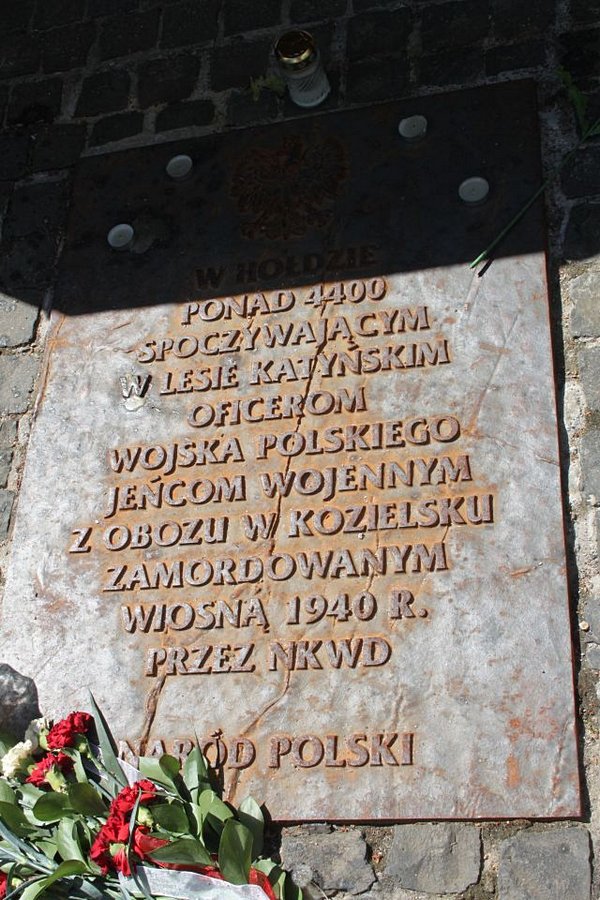 W HOŁDZIE
PONAD 4400
SPOCZYWAJĄCYM
W LESIE KATYŃSKIM
OFICEROM
WOJSKA POLSKIEGO
JEŃCOM WOJENNYM
Z OBOZU W KOZIELSKU
ZAMORDOWANYM
WIOSNĄ 1940 R.
PRZEZ NKWD
NARÓD POLSKI